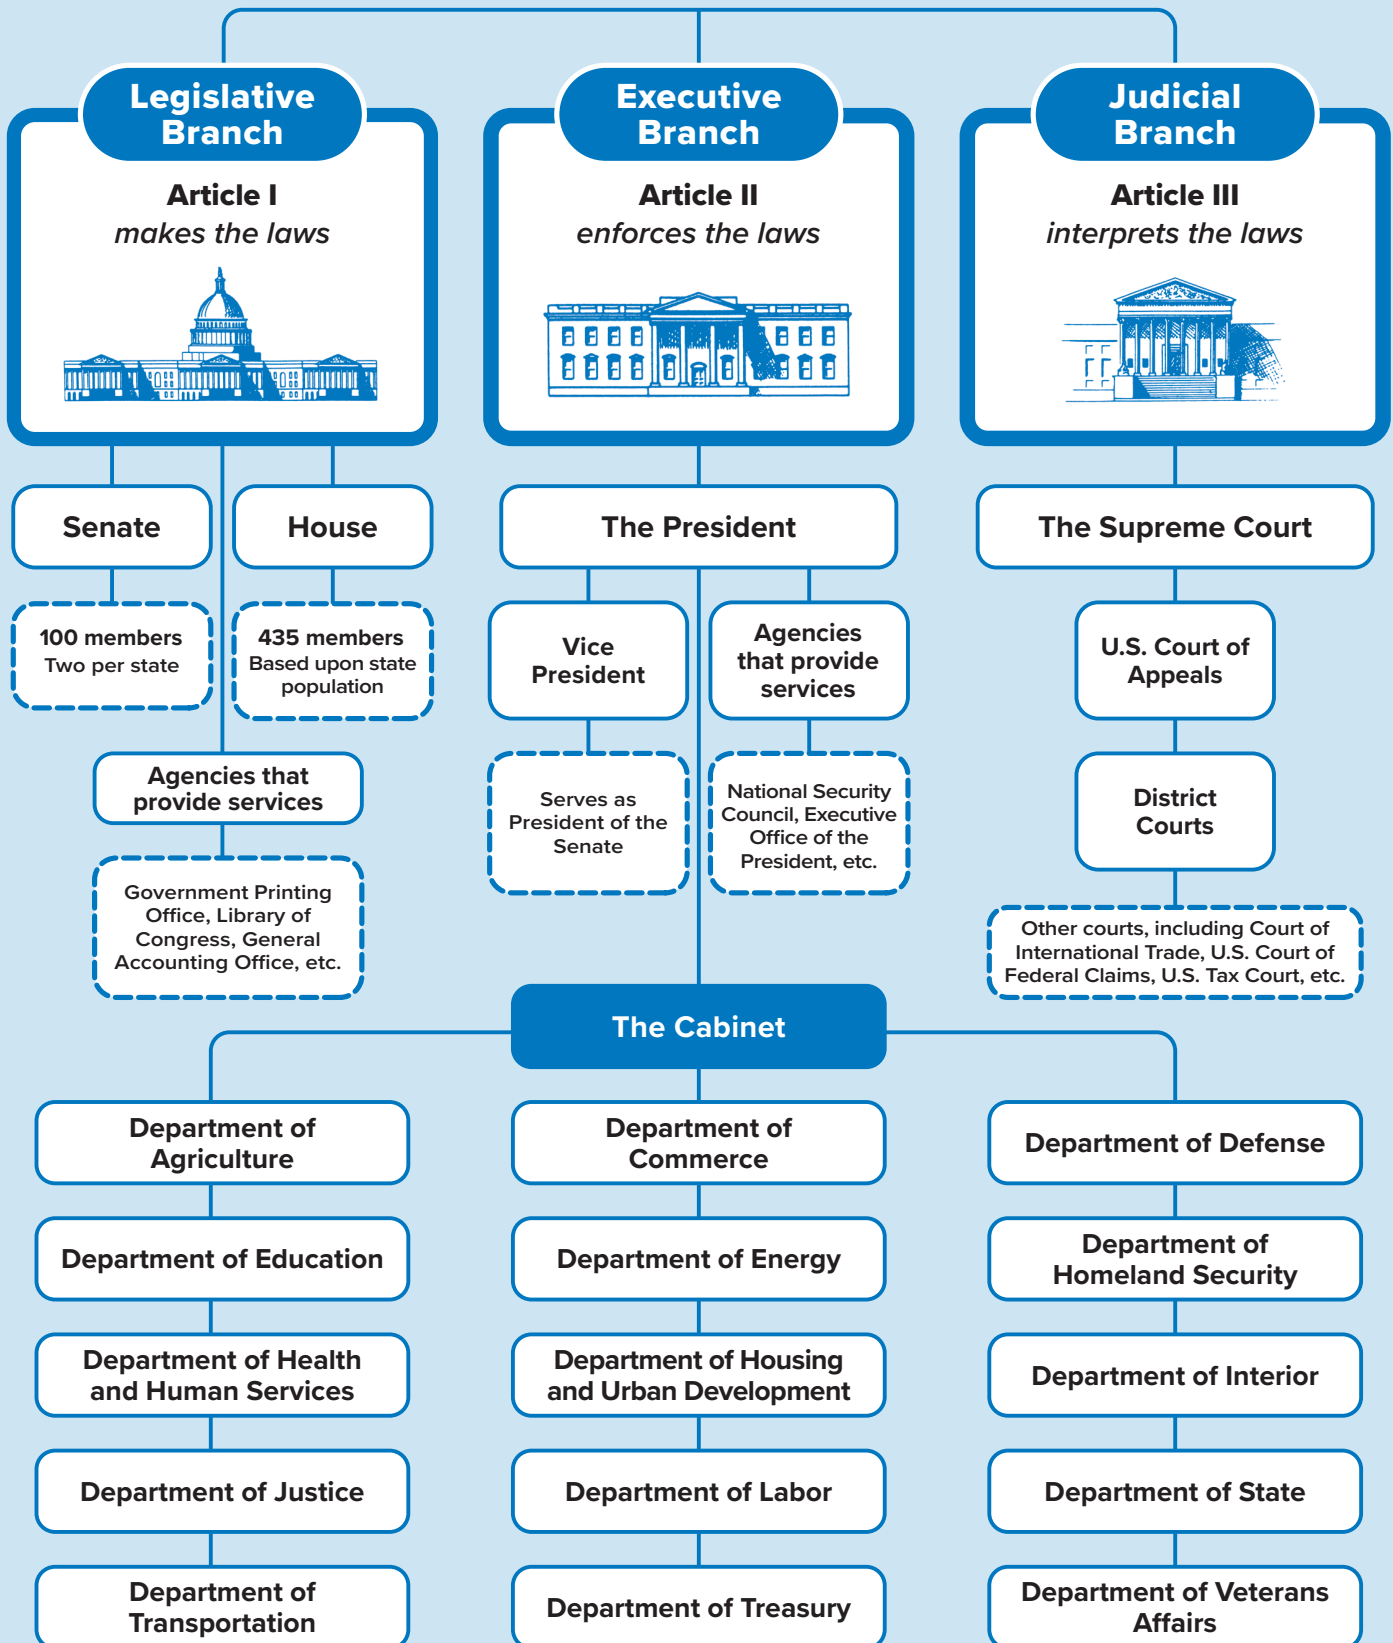 Legislative
Branch
Article I
makes the laws
Executive
Branch
Article II
enforces the laws
Judicial
Branch
Article III
interprets the laws
Senate
House
100 members
Two per state
435 members
Based upon state
population
Agencies that
provide services
Government Printing
Office, Library of
Congress, General
Accounting Office, etc.
The President
Vice
President
Agencies
that provide
services
Serves as
President of the
Senate
National Security
Council, Executive
Office of the
President, etc.
The Supreme Court
U.S. Court of
Appeals
District
Courts
Other courts, including Court of
International Trade, U.S. Court of
Federal Claims, U.S. Tax Court, etc.
The Cabinet
Department of
Agriculture
Department of
Commerce
Department of Defense
Department of Education
Department of Energy
Department of
Homeland Security
Department of Health
and Human Services
Department of Housing
and Urban Development
Department of Interior
Department of Justice
Department of Labor
Department of State
Department of
Transportation
Department of Treasury
Department of Veterans
Affairs